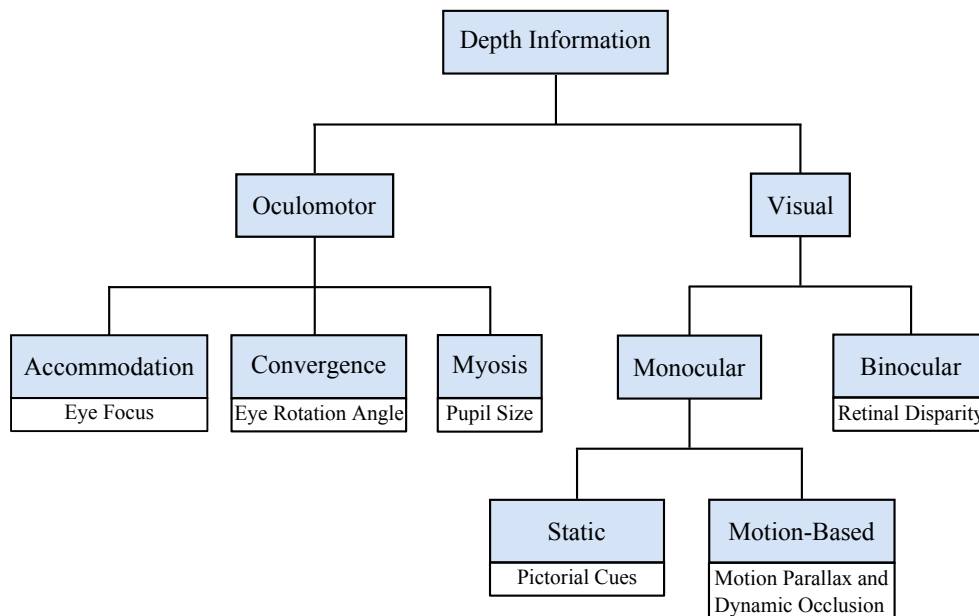 Depth Information
Oculomotor
Visual
Accommodation
Eye Focus
Convergence
Eye Rotation Angle
Myosis
Pupil Size
Monocular
Binocular
Retinal Disparity
Static
Pictorial Cues
Motion-Based
Motion Parallax and
Dynamic Occlusion